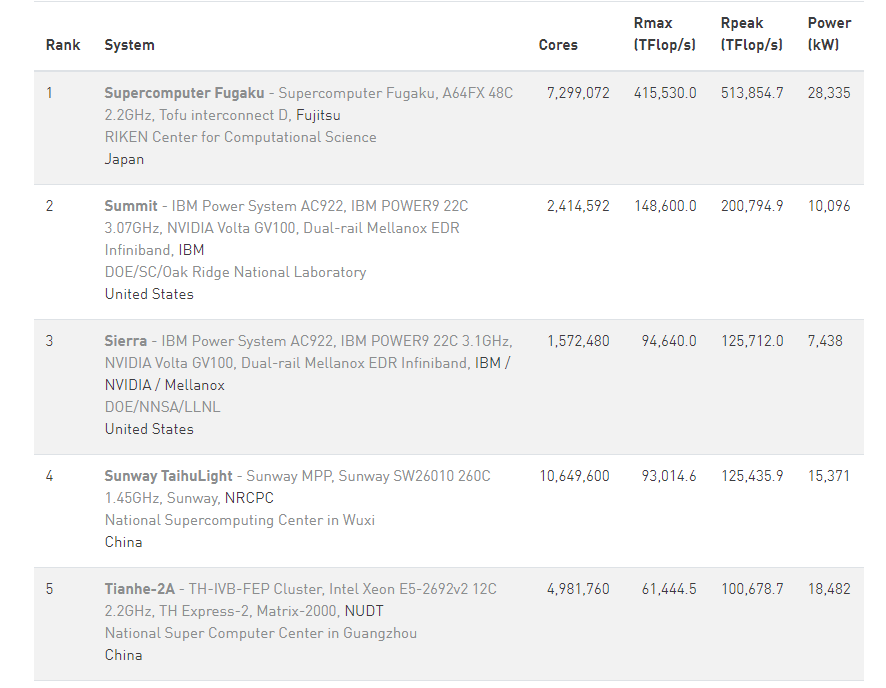 Rank System Cores Rmax (TFlop/s) Rpeak (TFlop/s) Power (kW)
1 Supercomputer Fugaku - Supercomputer Fugaku, A64FX 48C 7,299,072 415,530.0 513,854.7 28,335
2.2GHz, Tofu interconnect D, Fujitsu
RIKEN Center for Computational Science
Japan
2 Summit - IBM Power System AC922, IBM POWER9 22C 2,414,592 148,600.0 200,794.9 10,096
3.07GHz, NVIDIA Volta GV100, Dual-rail Mellanox EDR
Infiniband, IBM
DOE/SC/Oak Ridge National Laboratory
United States
3 Sierra - IBM Power System AC922, IBM POWER9 22C 3.1GHz, 1,572,480 94,640.0 125,712.0 7,438
NVIDIA Volta GV100, Dual-rail Mellanox EDR Infiniband, IBM /
NVIDIA / Mellanox
DOE/NNSA/LLNL
United States
4 Sunway TaihuLight - Sunway MPP, Sunway SW26010 260C 10,649,600 93,014.6 125,435.9 15,371
1.45GHz, Sunway, NRCPC
National Supercomputing Center in Wuxi
China
5 Tianhe-2A - TH-IVB-FEP Cluster, Intel Xeon E5-2692v2 12C 4,981,760 61,444.5 100,678.7 18,482
2.2GHz, TH Express-2, Matrix-2000, NUDT
National Super Computer Center in Guangzhou
China